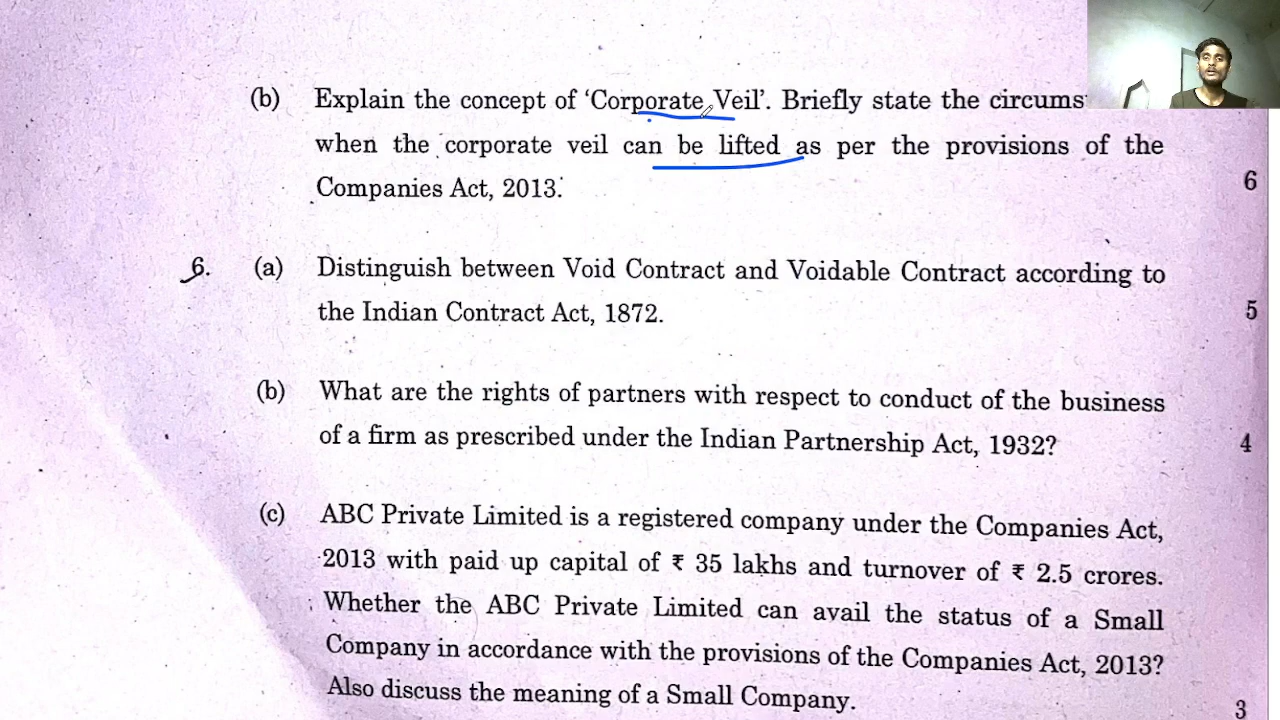 (b) Explain the concept of ‘Corporate Veil’. Briefly state the circums
when the corporate veil can be lifted as per the provisions of the
Companies Act, 2013.
6
6. (a) Distinguish between Void Contract and Voidable Contract according to
the Indian Contract Act, 1872.
5
(b) What are the rights of partners with respect to conduct of the business
of a firm as prescribed under the Indian Partnership Act, 1932?
4
(c) ABC Private Limited is a registered company under the Companies Act,
2013 with paid up capital of ₹ 35 lakhs and turnover of ₹ 2.5 crores.
Whether the ABC Private Limited can avail the status of a Small
Company in accordance with the provisions of the Companies Act, 2013?
Also discuss the meaning of a Small Company.
3